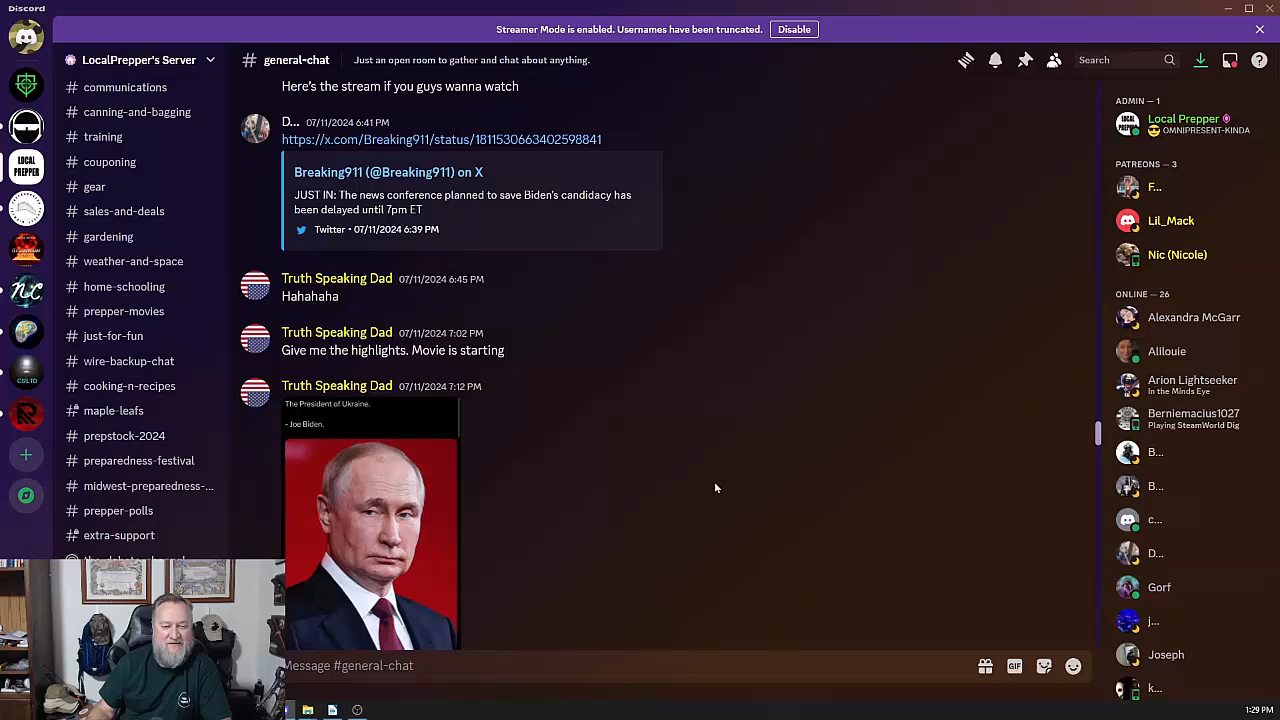 Discord
Streamer Mode is enabled. Usernames have been truncated.
Disable
LocalPrepper's Server
# general-chat
Just an open room to gather and chat about anything.
Search
# communications
# canning-and-bagging
# training
# couponing
# gear
# sales-and-deals
# gardening
# weather-and-space
# home-schooling
# prepper-movies
# just-for-fun
# wire-backup-chat
# cooking-n-recipes
# maple-leafs
# prepstock-2024
# preparedness-festival
# midwest-preparedness-...
# prepper-polls
# extra-support
LOCAL
PREPPER
CSILTD
Here's the stream if you guys wanna watch
D... 07/11/2024 6:41 PM
https://x.com/Breaking911/status/1811530663402598841
Breaking911 (@Breaking911) on X
JUST IN: The news conference planned to save Biden's candidacy has
been delayed until 7pm ET
Twitter • 07/11/2024 6:39 PM
Truth Speaking Dad 07/11/2024 6:45 PM
Hahahaha
Truth Speaking Dad 07/11/2024 7:02 PM
Give me the highlights. Movie is starting
Truth Speaking Dad 07/11/2024 7:12 PM
The President of Ukraine.
- Joe Biden.
Message #general-chat
GIF
ADMIN — 1
Local Prepper
OMNIPRESENT-KINDA
PATREONS — 3
F...
Lil_Mack
Nic (Nicole)
ONLINE — 26
Alexandra McGarr
Alilouie
Arion Lightseeker
In the Minds Eye
Berniemacius1027
Playing SteamWorld Dig
B...
B...
c...
D...
Gorf
j...
Joseph
k...
1:29 PM